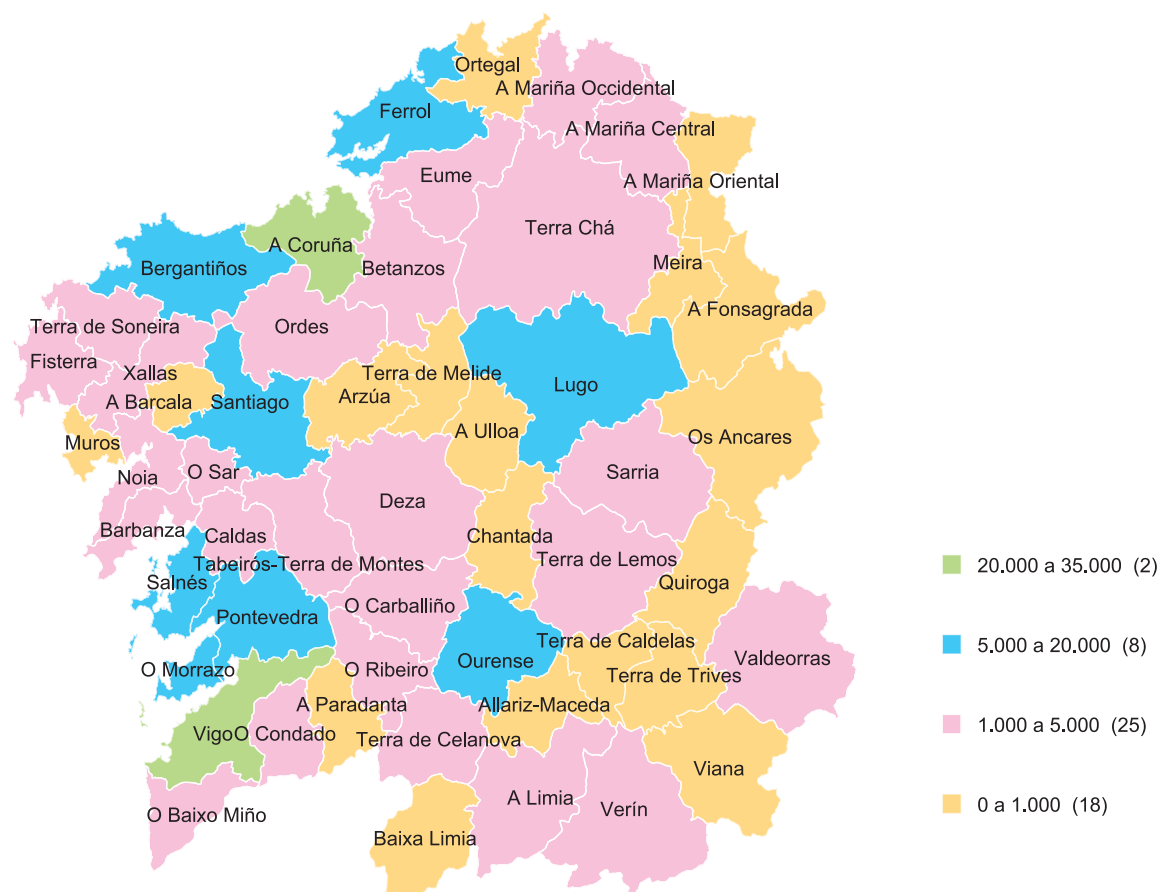 Ortegal
A Mariña Occidental
Ferrol
A Mariña Central
Eume
A Mariña Oriental
Terra Chá
A Coruña
Betanzos
Meira
Bergantiños
A Fonsagrada
Terra de Soneira
Ordes
Fisterra
Xallas
Terra de Melide
Lugo
A Barcala
Santiago
Arzúa
Muros
A Ulloa
Os Ancares
Noia
O Sar
Sarria
Deza
Barbanza
Caldas
Chantada
Tabeirós-Terra de Montes
Terra de Lemos
20.000 a 35.000 (2)
Salnés
Quiroga
Pontevedra
O Carballiño
Terra de Caldelas
5.000 a 20.000 (8)
O Morrazo
O Ribeiro
Ourense
Valdeorras
Terra de Trives
A Paradanta
Allariz-Maceda
Vigo
O Condado
Terra de Celanova
1.000 a 5.000 (25)
Viana
A Limia
O Baixo Miño
Verín
0 a 1.000 (18)
Baixa Limia